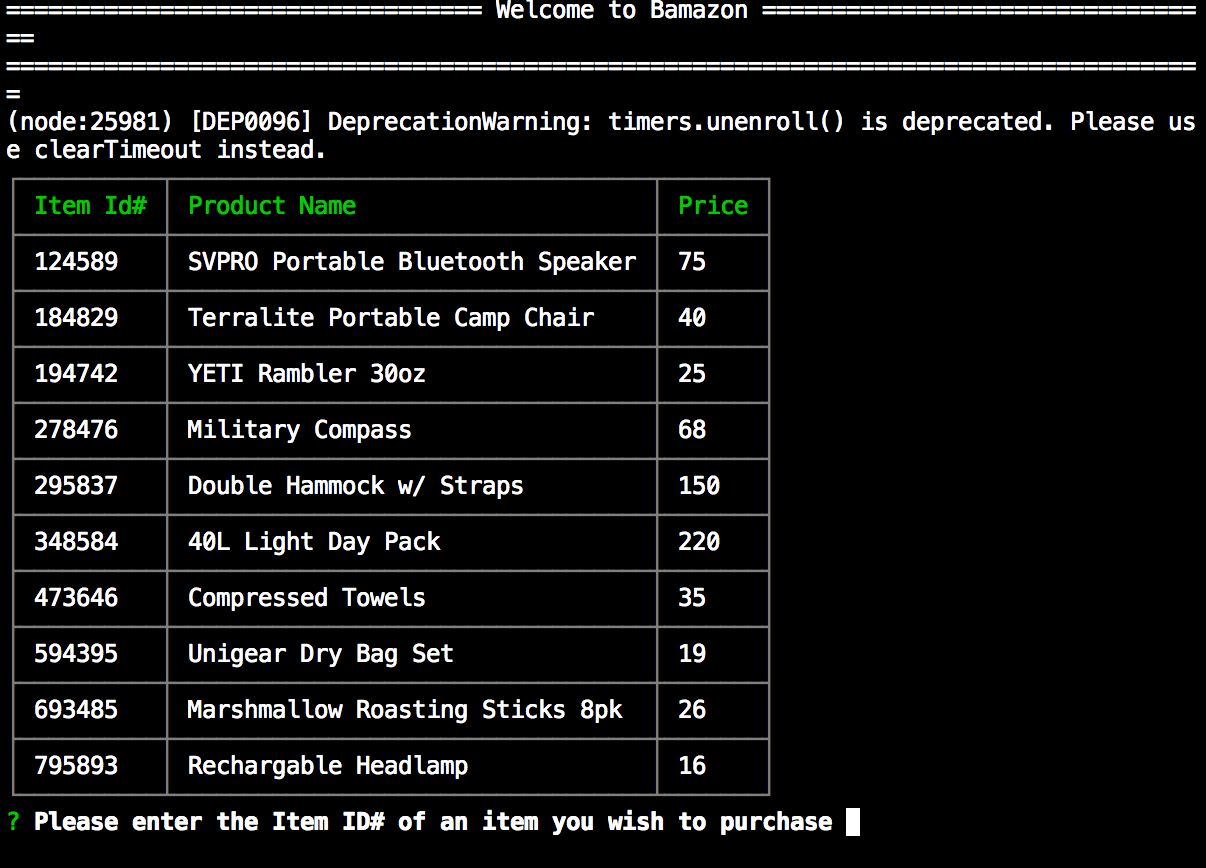 ================================== Welcome to Bamazon ===============================
==
=====================================================================================
=
(node:25981) [DEP0096] DeprecationWarning: timers.unenroll() is deprecated. Please us
e clearTimeout instead.
Item Id# Product Name Price
124589 SVPRO Portable Bluetooth Speaker 75
184829 Terralite Portable Camp Chair 40
194742 YETI Rambler 30oz 25
278476 Military Compass 68
295837 Double Hammock w/ Straps 150
348584 40L Light Day Pack 220
473646 Compressed Towels 35
594395 Unigear Dry Bag Set 19
693485 Marshmallow Roasting Sticks 8pk 26
795893 Rechargable Headlamp 16
? Please enter the Item ID# of an item you wish to purchase